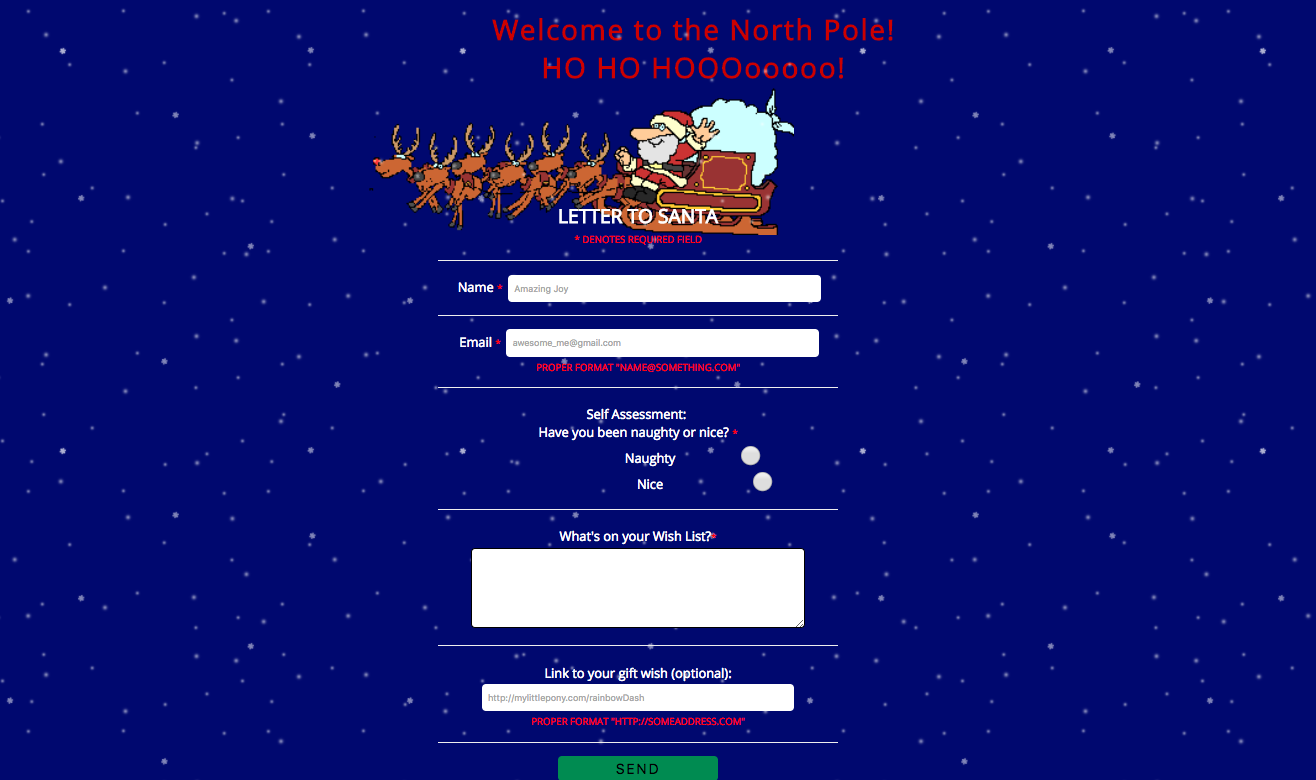 Welcome to the North Pole!
HO HO HOOOooooo!
LETTER TO SANTA
* DENOTES REQUIRED FIELD
Name * Amazing Joy
Email * awesome_me@gmail.com
PROPER FORMAT "NAME@SOMETHING.COM"
Self Assessment:
Have you been naughty or nice? *
Naughty
Nice
What's on your Wish List?*
Link to your gift wish (optional):
http://mylittlepony.com/rainbowDash
PROPER FORMAT "HTTP://SOMEADDRESS.COM"
SEND